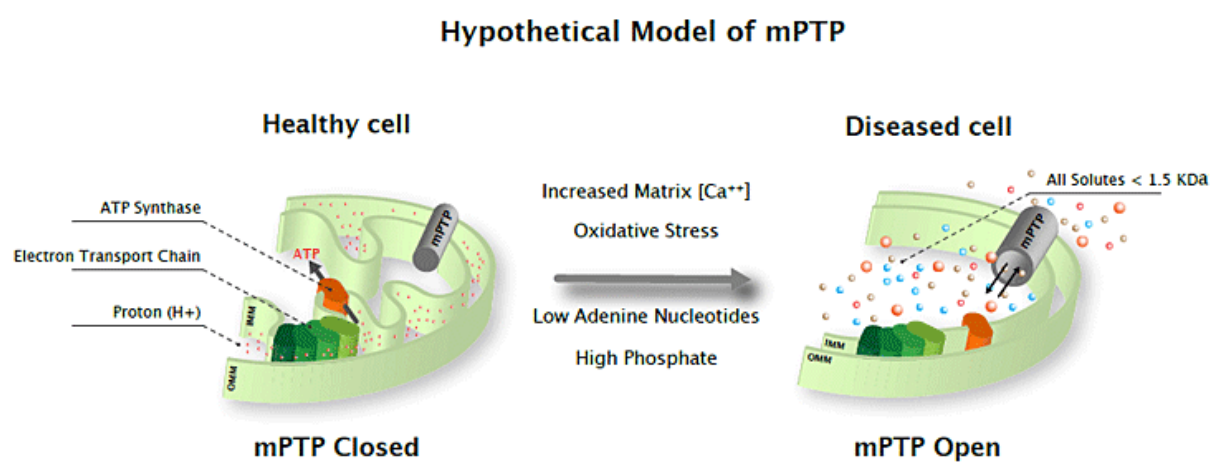 Hypothetical Model of mPTP
Healthy cell
ATP Synthase
Electron Transport Chain
Proton (H+)
ATP
mPTP
IMM
OMM
mPTP Closed
Increased Matrix [Ca⁺⁺]
Oxidative Stress
Low Adenine Nucleotides
High Phosphate
Diseased cell
All Solutes < 1.5 KDa
mPTP
IMM
OMM
mPTP Open